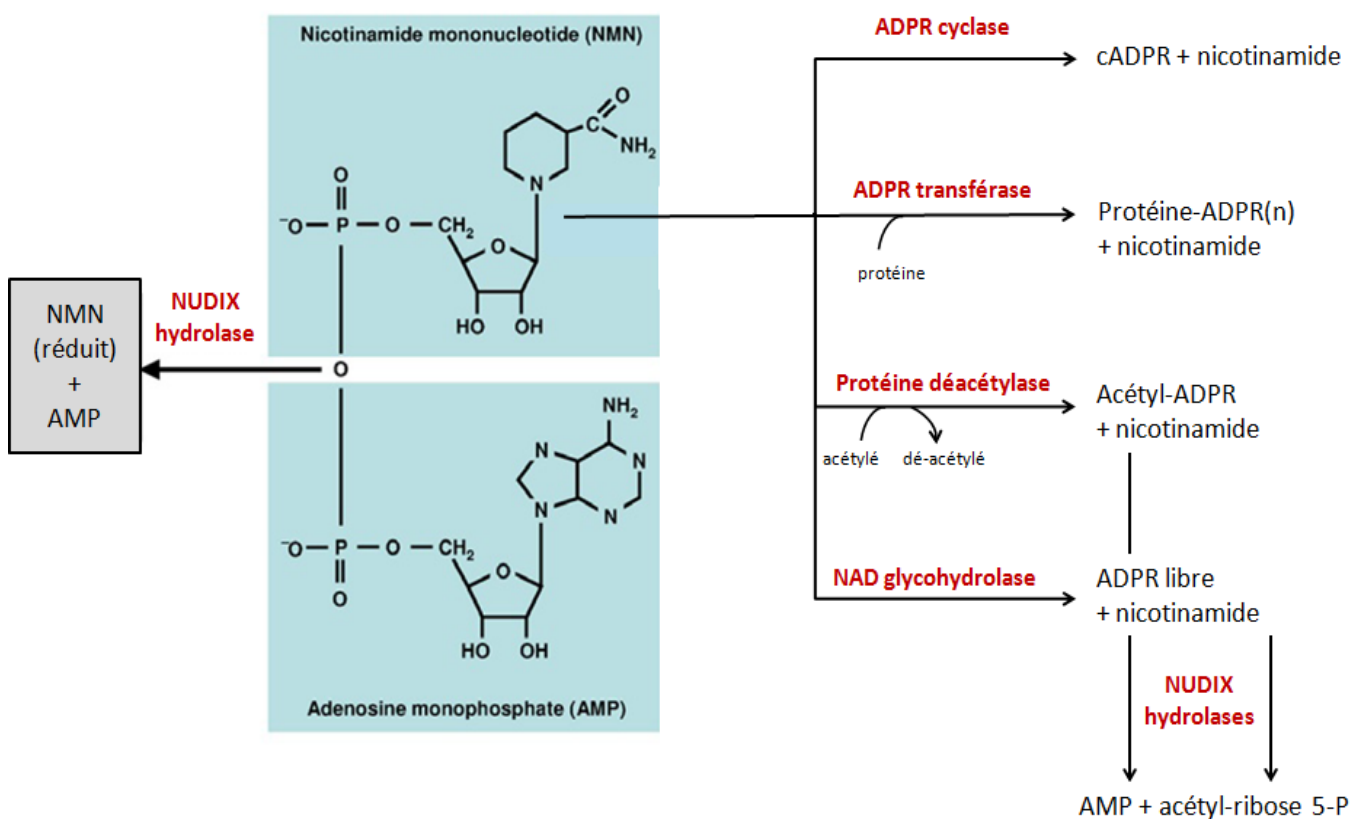 Nicotinamide mononucleotide (NMN)
O
C
NH₂
N
O
⁻O—P—O—CH₂
O
HO OH
O
NH₂
N
N
N
N
⁻O—P—O—CH₂
O
O
HO OH
Adenosine monophosphate (AMP)
NUDIX
hydrolase
NMN
(réduit)
+
AMP
ADPR cyclase
cADPR + nicotinamide
ADPR transférase
protéine
Protéine-ADPR(n)
+ nicotinamide
Protéine déacétylase
acétylé
dé-acétylé
Acétyl-ADPR
+ nicotinamide
NAD glycohydrolase
ADPR libre
+ nicotinamide
NUDIX
hydrolases
AMP + acétyl-ribose 5-P